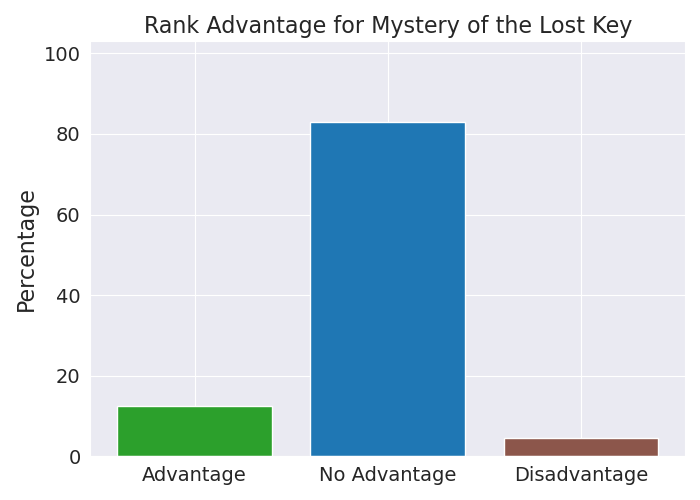 Rank Advantage for Mystery of the Lost Key
100
80
60
40
20
0
Percentage
Advantage
No Advantage
Disadvantage